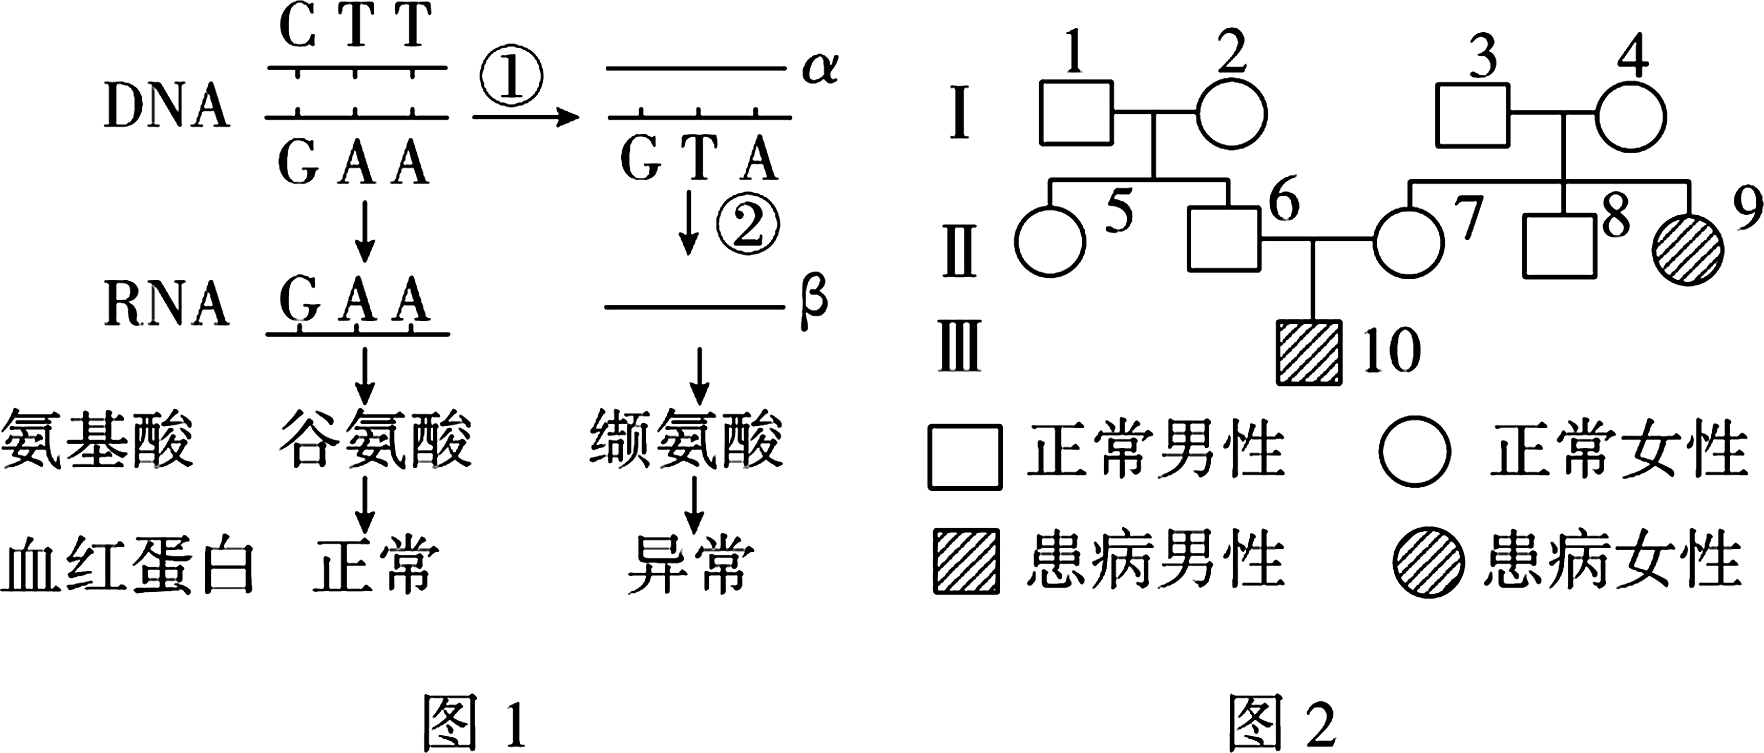 C T T
DNA ① α
G A A G T A
②
RNA G A A β
氨基酸 谷氨酸 缬氨酸
血红蛋白 正常 异常
图1
1 2 3 4
Ⅰ
5 6 7 8 9
Ⅱ
Ⅲ 10
正常男性 正常女性
患病男性 患病女性
图2